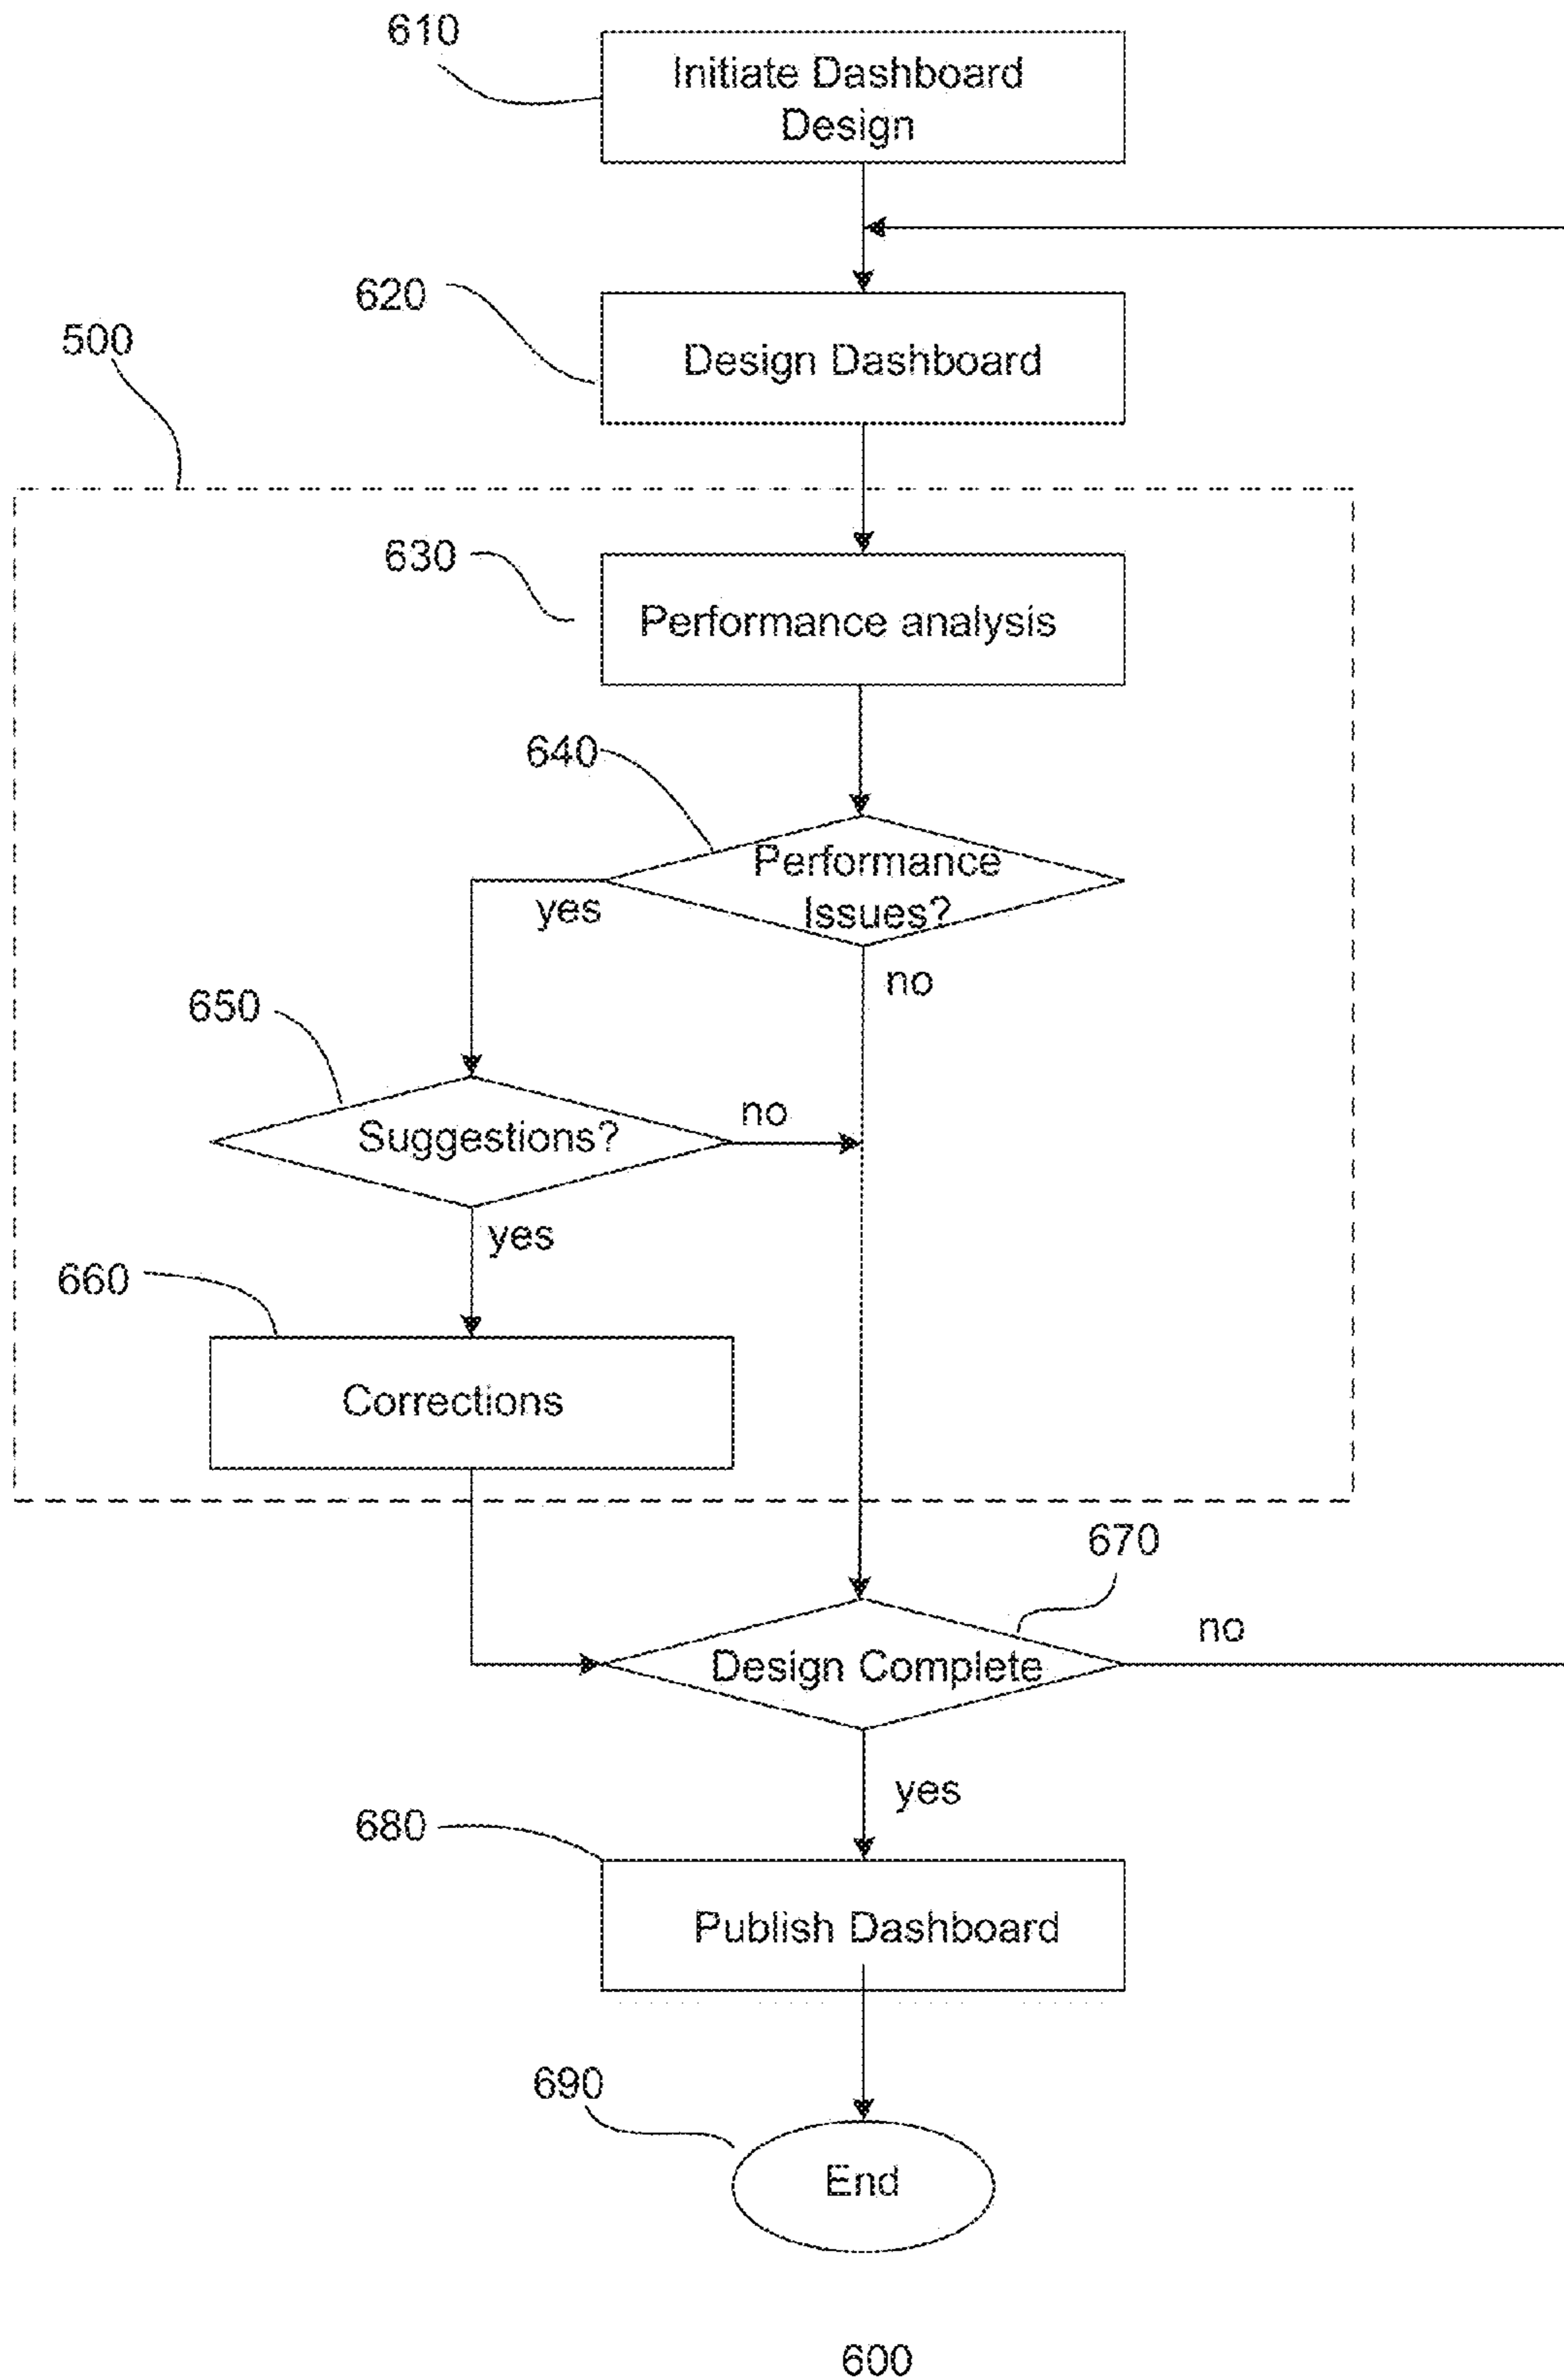 610
Initiate Dashboard
Design
620
Design Dashboard
500
630
Performance analysis
640
Performance
Issues?
yes
no
650
Suggestions?
no
yes
660
Corrections
670
Design Complete
no
yes
680
Publish Dashboard
690
End
600